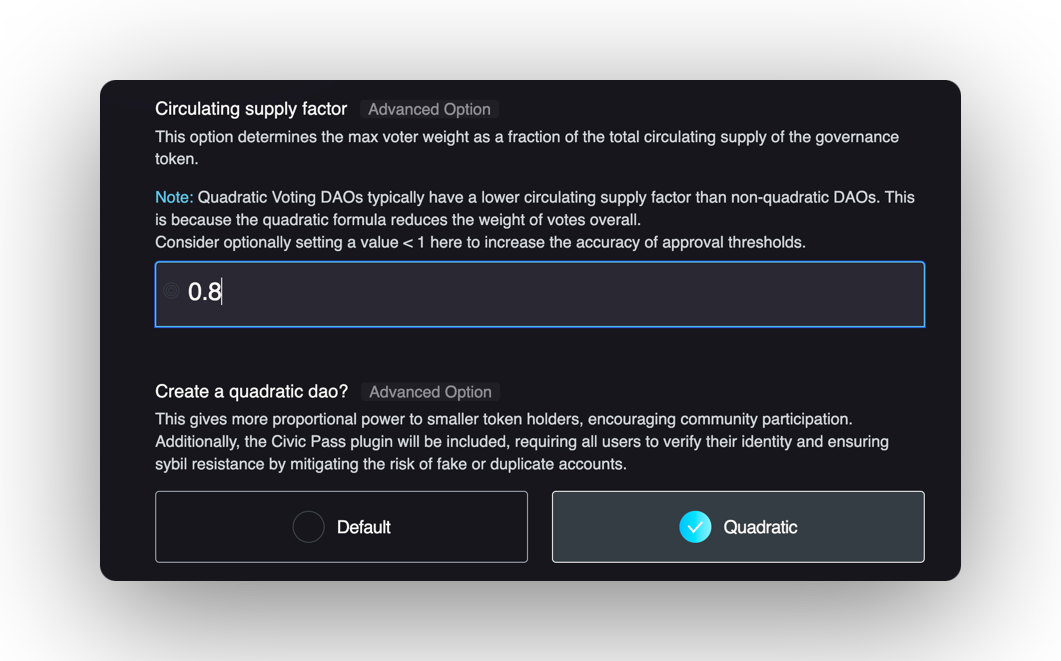 Circulating supply factor Advanced Option
This option determines the max voter weight as a fraction of the total circulating supply of the governance
token.
Note: Quadratic Voting DAOs typically have a lower circulating supply factor than non-quadratic DAOs. This
is because the quadratic formula reduces the weight of votes overall.
Consider optionally setting a value < 1 here to increase the accuracy of approval thresholds.
0.8
Create a quadratic dao? Advanced Option
This gives more proportional power to smaller token holders, encouraging community participation.
Additionally, the Civic Pass plugin will be included, requiring all users to verify their identity and ensuring
sybil resistance by mitigating the risk of fake or duplicate accounts.
Default
Quadratic